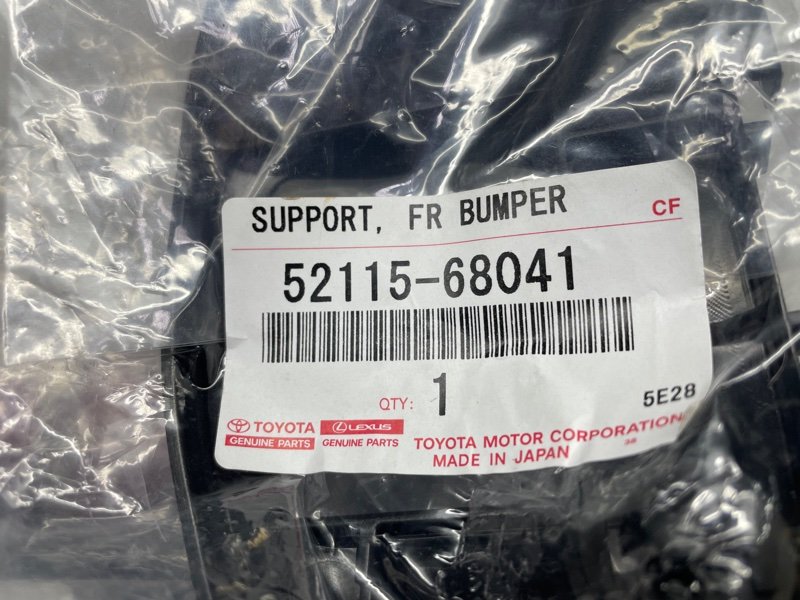 SUPPORT, FR BUMPER
CF
52115-68041
QTY: 1
5E28
TOYOTA
GENUINE PARTS
LEXUS
GENUINE PARTS
TOYOTA MOTOR CORPORATION
MADE IN JAPAN